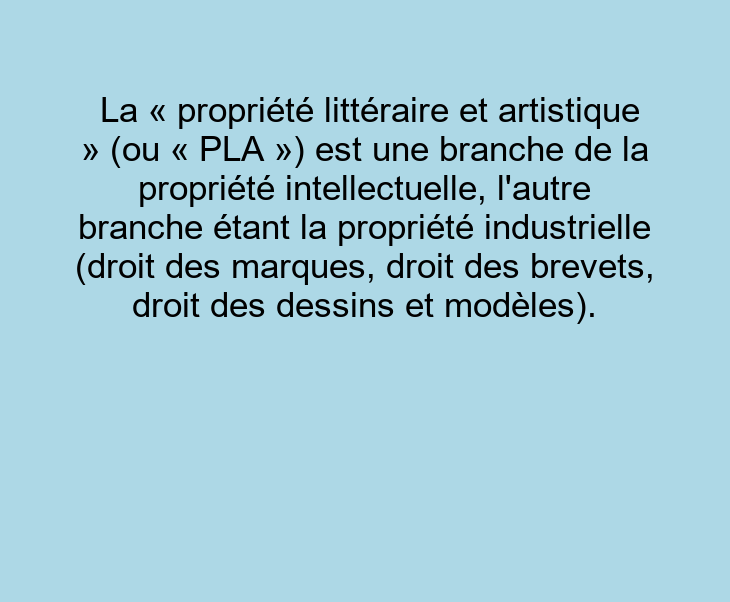 La « propriété littéraire et artistique
» (ou « PLA ») est une branche de la
propriété intellectuelle, l'autre
branche étant la propriété industrielle
(droit des marques, droit des brevets,
droit des dessins et modèles).